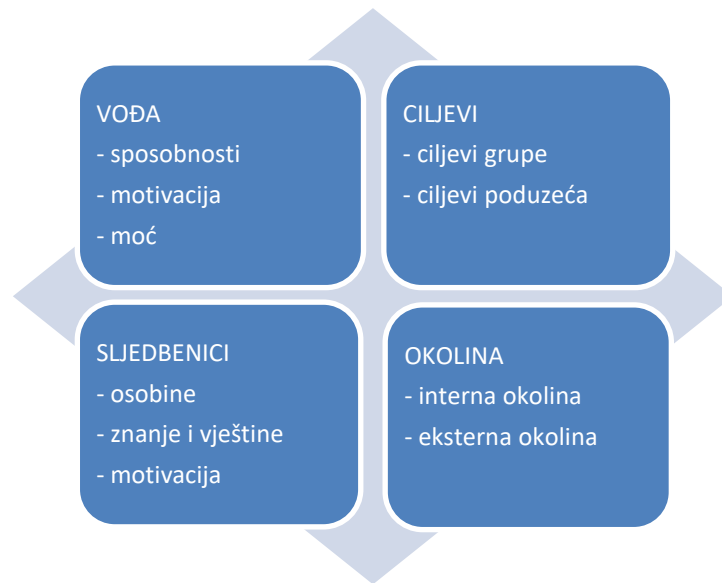 VOĐA
- sposobnosti
- motivacija
- moć
CILJEVI
- ciljevi grupe
- ciljevi poduzeća
SLJEDBENICI
- osobine
- znanje i vještine
- motivacija
OKOLINA
- interna okolina
- eksterna okolina